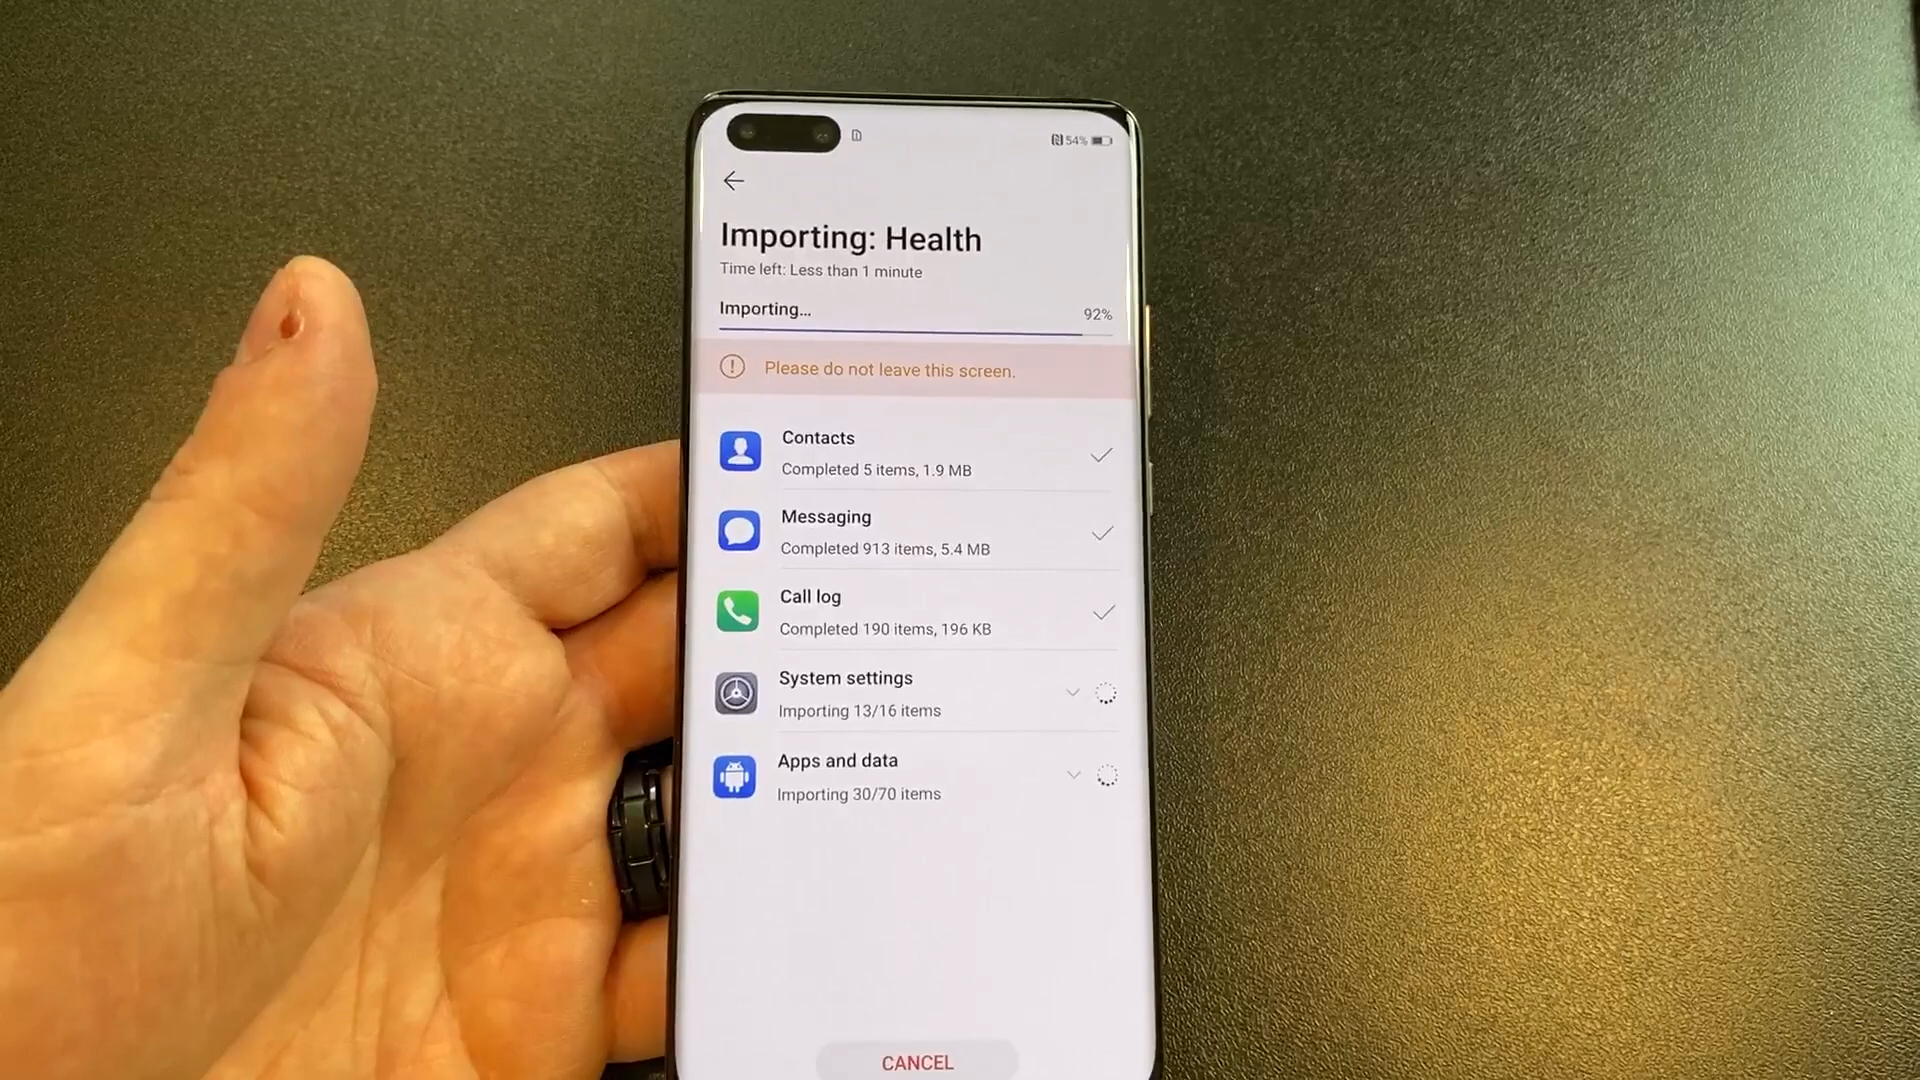 54%
Importing: Health
Time left: Less than 1 minute
Importing...
92%
Please do not leave this screen.
Contacts
Completed 5 items, 1.9 MB
Messaging
Completed 913 items, 5.4 MB
Call log
Completed 190 items, 196 KB
System settings
Importing 13/16 items
Apps and data
Importing 30/70 items
CANCEL